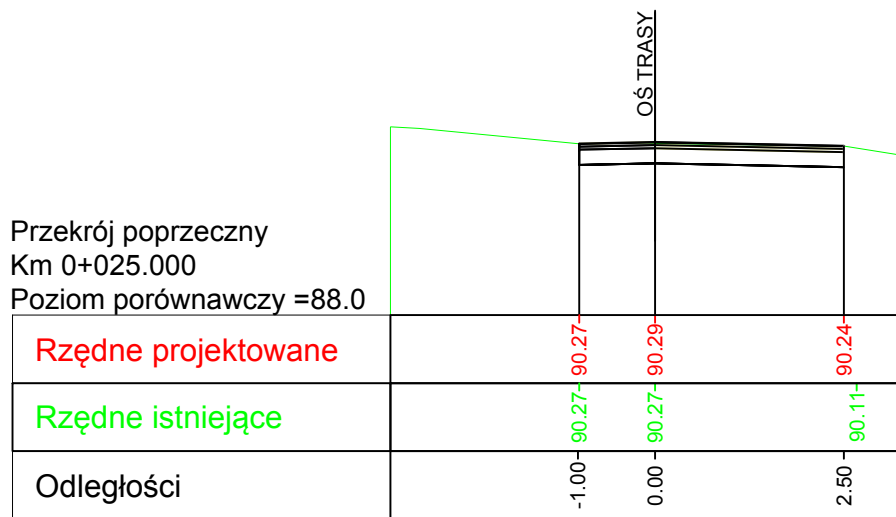 OŚ TRASY
Przekrój poprzeczny
Km 0+025.000
Poziom porównawczy =88.0
Rzędne projektowane
90.27
90.29
90.24
Rzędne istniejące
90.27
90.27
90.11
Odległości
-1.00
0.00
2.50